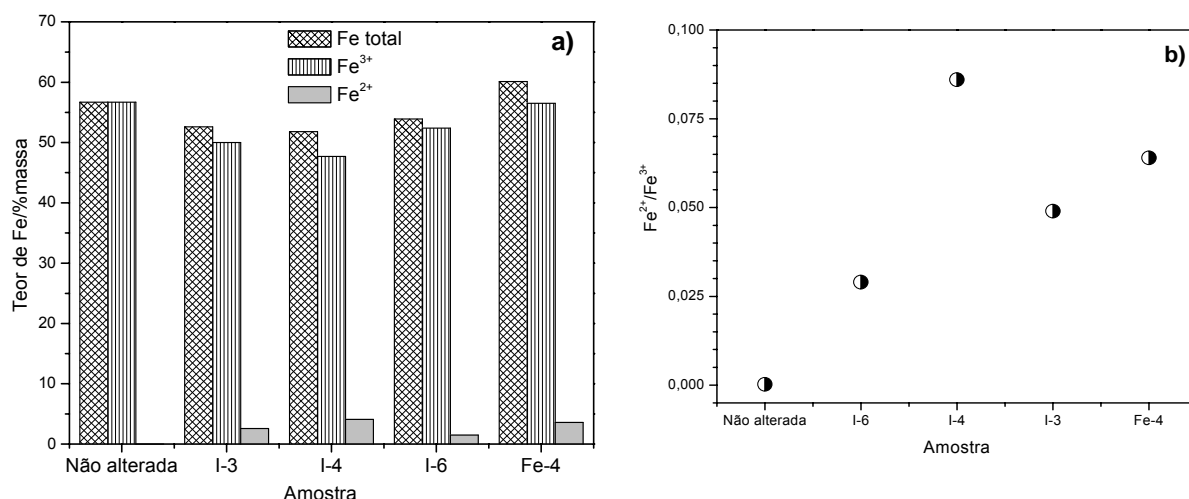 a)
Fe total
Fe³⁺
Fe²⁺
Teor de Fe/%massa
70
60
50
40
30
20
10
0
Não alterada I-3 I-4 I-6 Fe-4
Amostra
b)
Fe²⁺/Fe³⁺
0,100
0,075
0,050
0,025
0,000
Não alterada I-6 I-4 I-3 Fe-4
Amostra